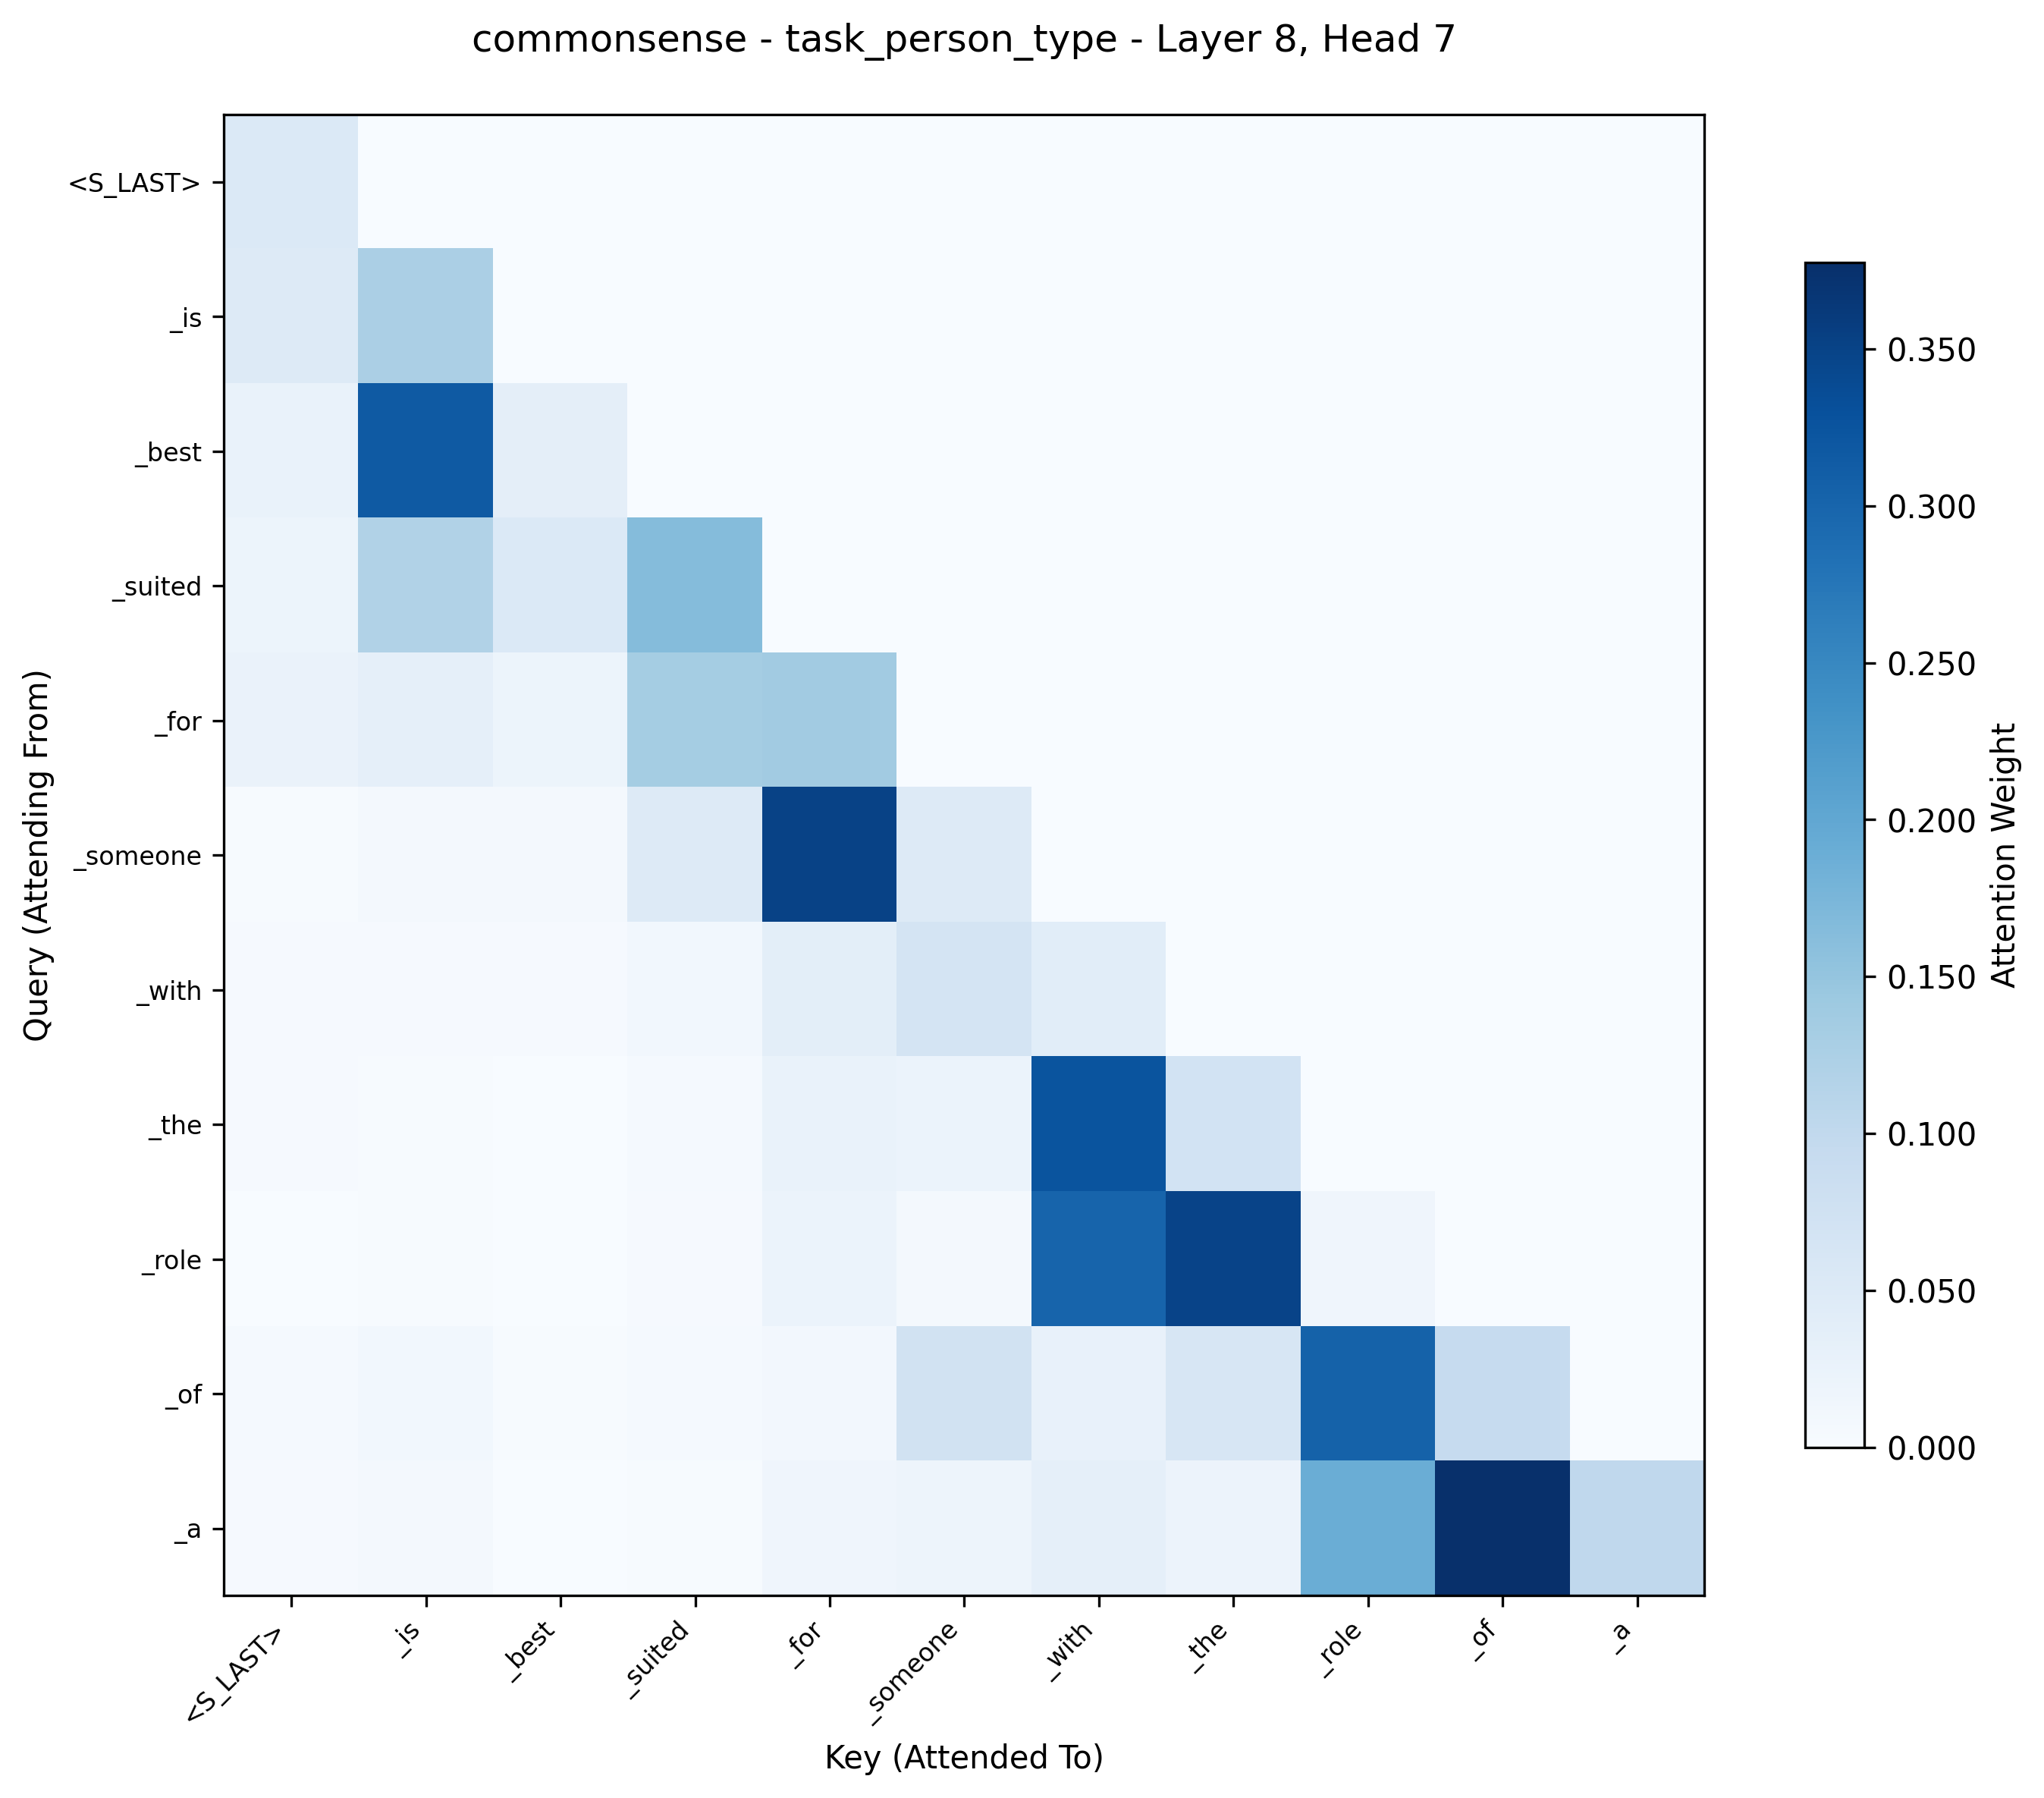 commonsense - task_person_type - Layer 8, Head 7
Query (Attending From)
<S_LAST>
_is
_best
_suited
_for
_someone
_with
_the
_role
_of
_a
<S_LAST>
_is
_best
_suited
_for
_someone
_with
_the
_role
_of
_a
Key (Attended To)
0.350
0.300
0.250
0.200
0.150
0.100
0.050
0.000
Attention Weight